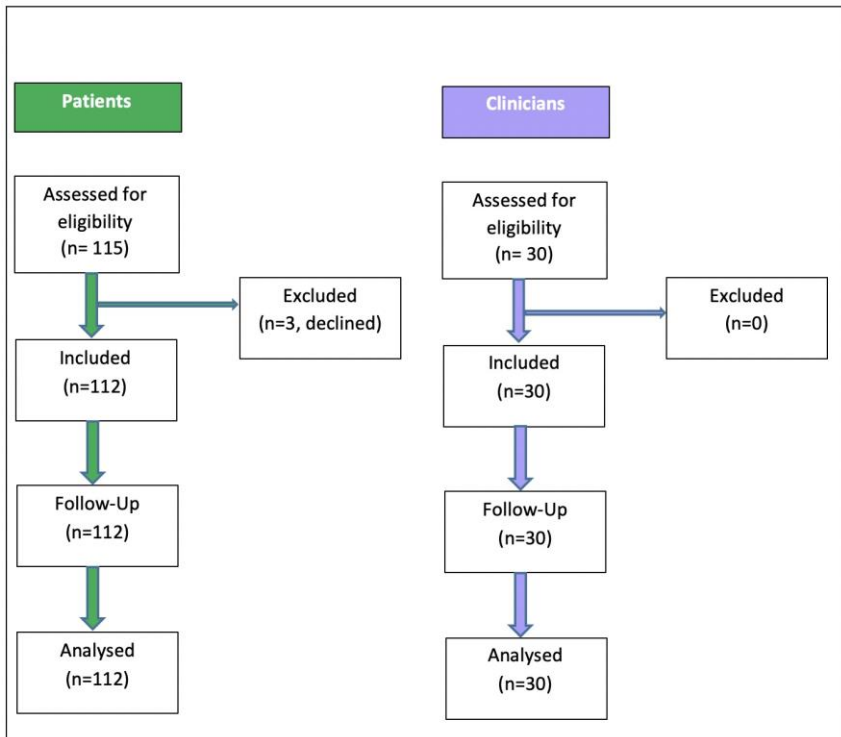 Patients
Assessed for
eligibility
(n= 115)
Excluded
(n=3, declined)
Included
(n=112)
Follow-Up
(n=112)
Analysed
(n=112)
Clinicians
Assessed for
eligibility
(n= 30)
Excluded
(n=0)
Included
(n=30)
Follow-Up
(n=30)
Analysed
(n=30)